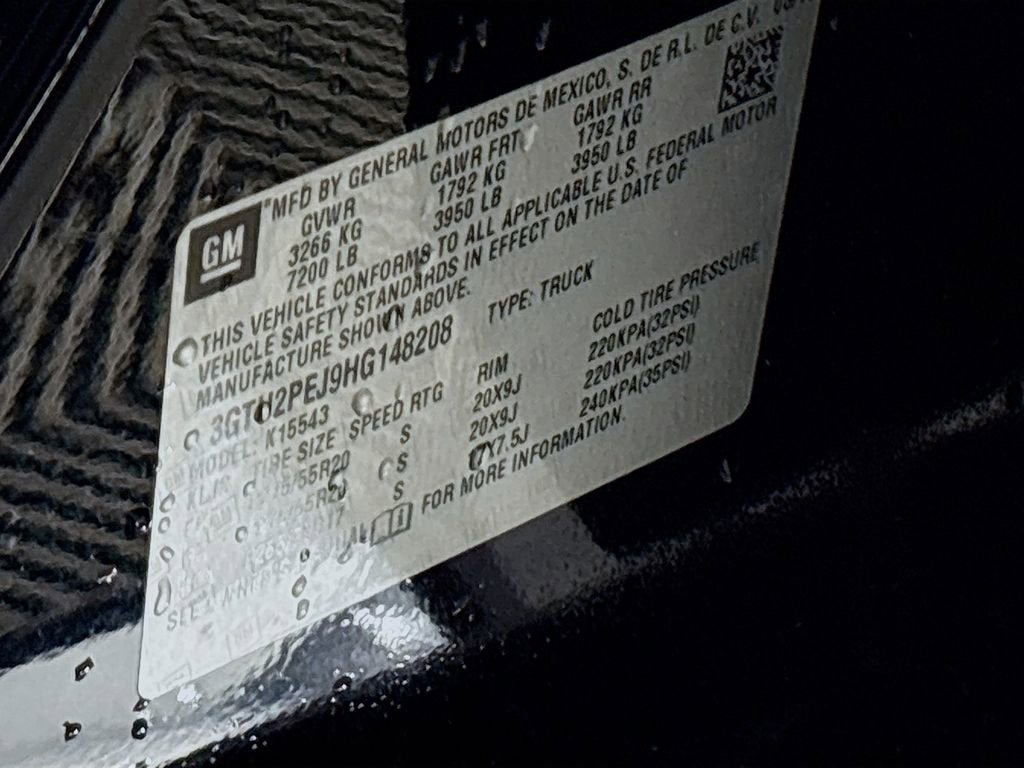 GM
"MFD BY GENERAL MOTORS DE MEXICO, S. DE R.L. DE C.V.
GVWR GAWR FRT GAWR RR
3266 KG 1792 KG 1792 KG
7200 LB 3950 LB 3950 LB
THIS VEHICLE CONFORMS TO ALL APPLICABLE U.S. FEDERAL MOTOR
VEHICLE SAFETY STANDARDS IN EFFECT ON THE DATE OF
MANUFACTURE SHOWN ABOVE.
3GTU2PEJ9HG148208 TYPE: TRUCK
MODEL: K15543
TIRE SIZE SPEED RTG RIM COLD TIRE PRESSURE
S 20X9J 220KPA(32PSI)
S 20X9J 220KPA(32PSI)
S 17X7.5J 240KPA(35PSI)
SEE FOR MORE INFORMATION.